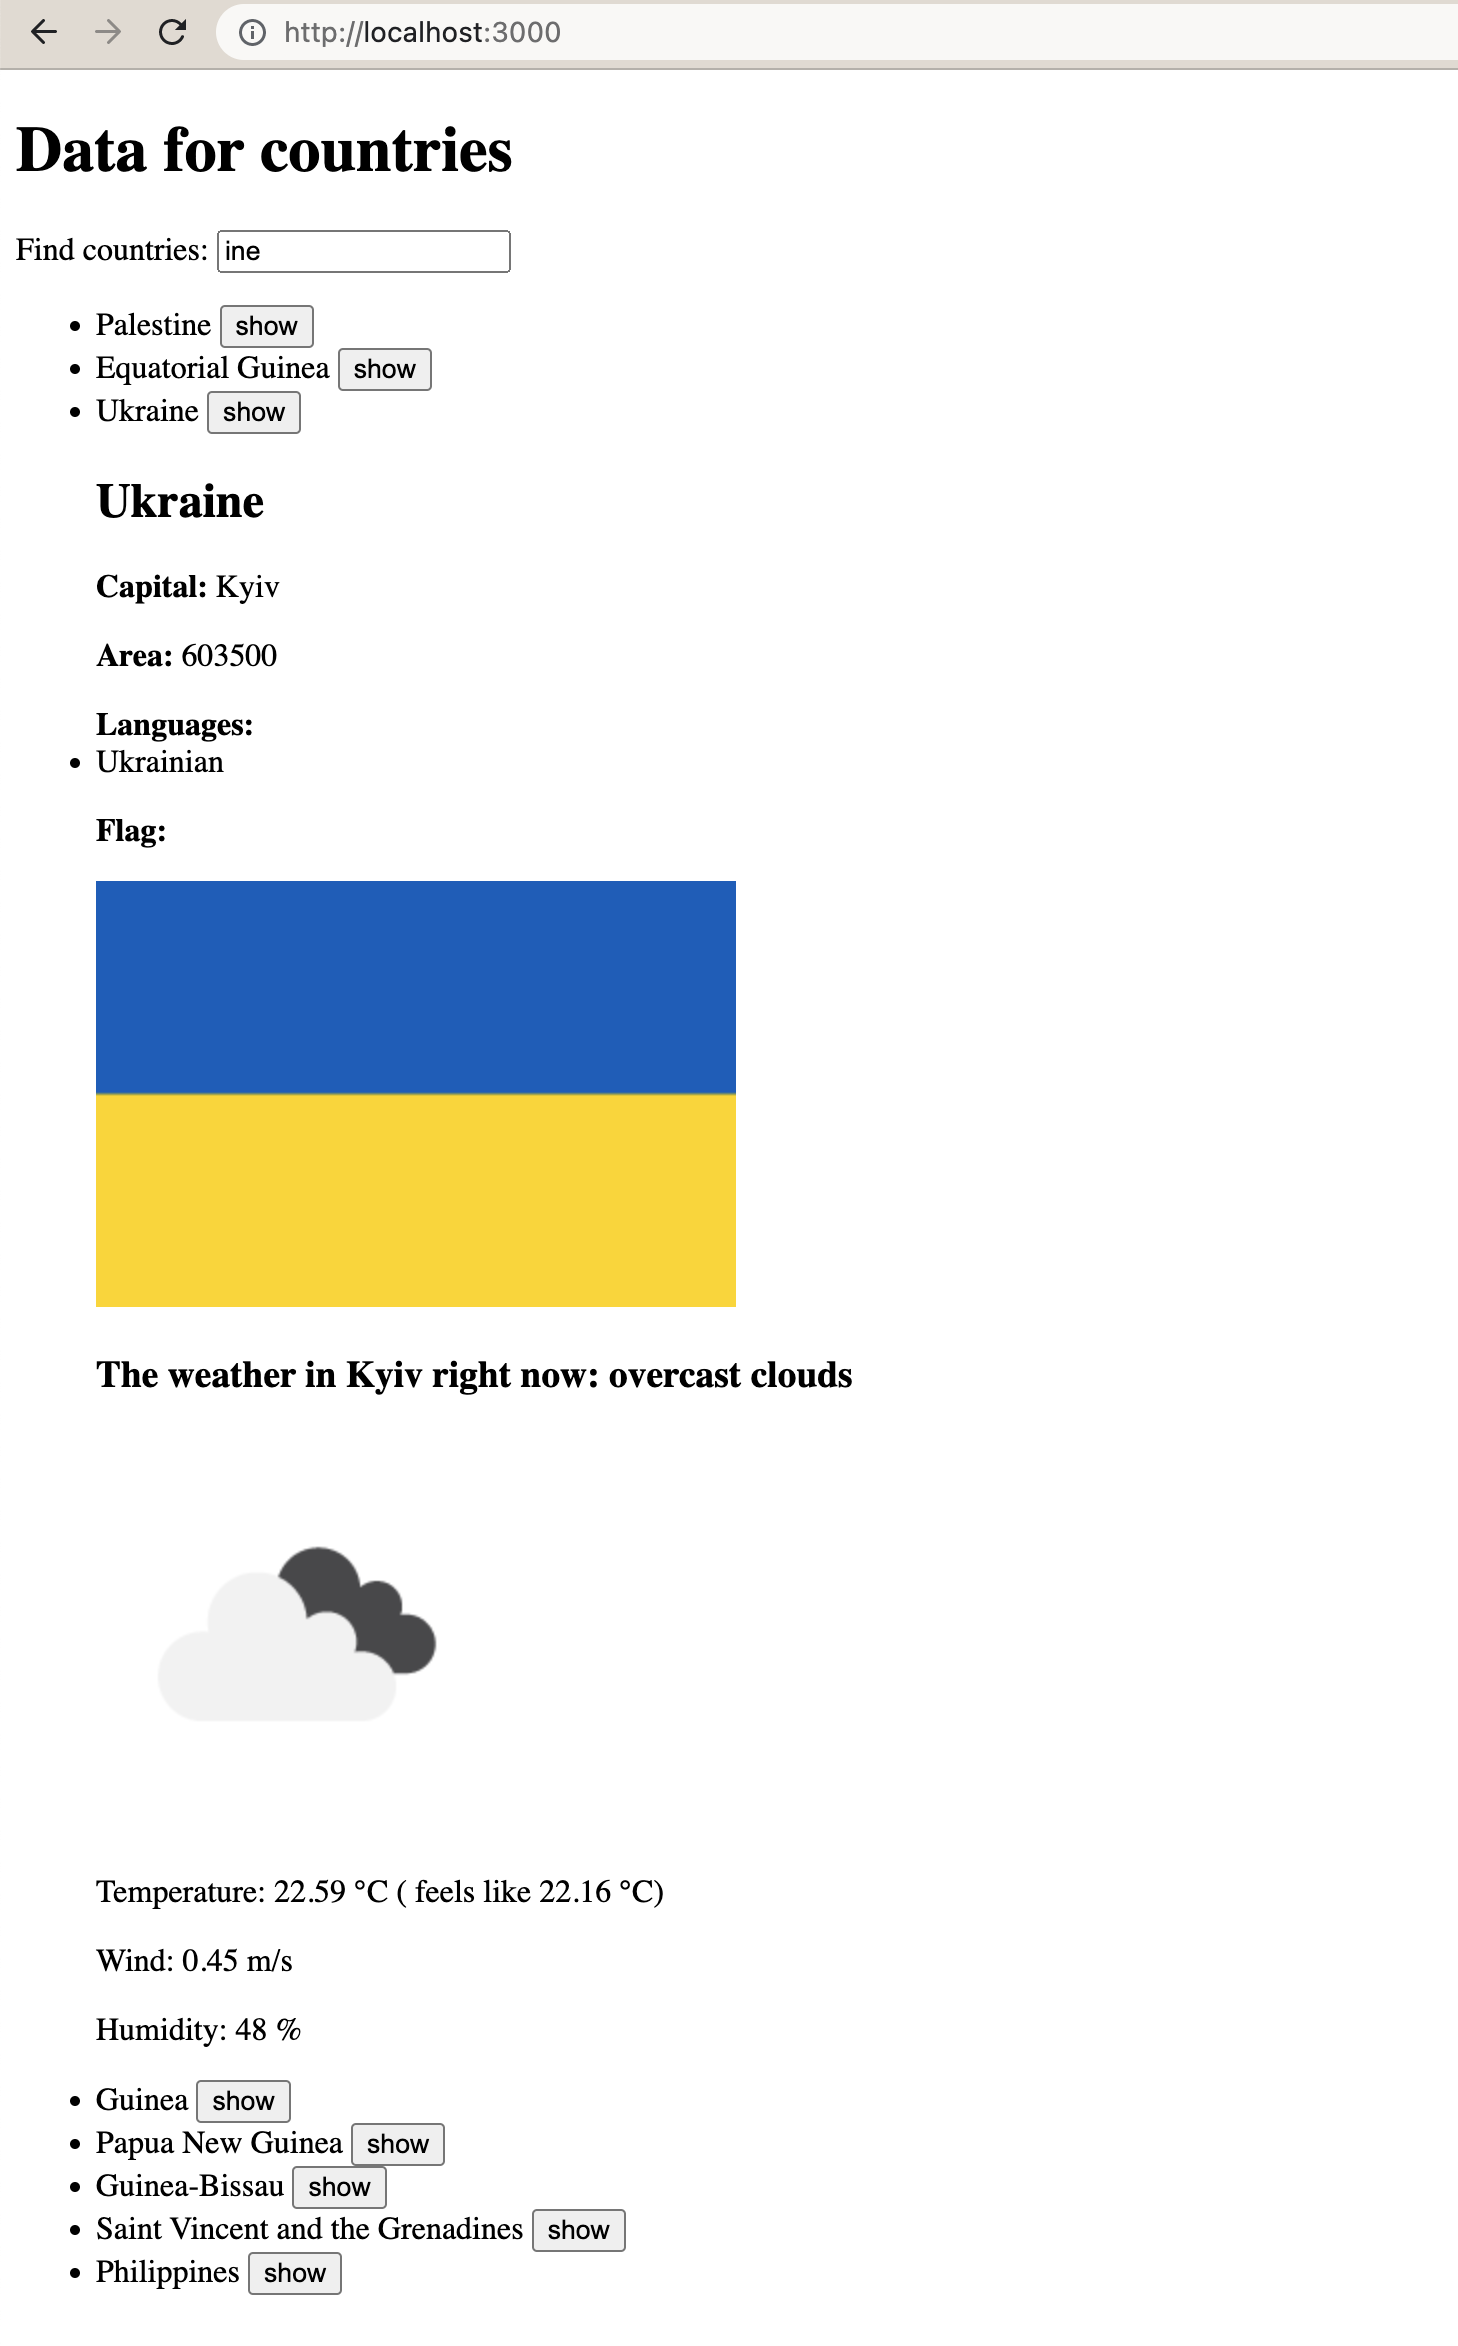 http://localhost:3000
Data for countries
Find countries: ine
Palestine show
Equatorial Guinea show
Ukraine show
Ukraine
Capital: Kyiv
Area: 603500
Languages:
Ukrainian
Flag:
The weather in Kyiv right now: overcast clouds
Temperature: 22.59 °C ( feels like 22.16 °C)
Wind: 0.45 m/s
Humidity: 48 %
Guinea show
Papua New Guinea show
Guinea-Bissau show
Saint Vincent and the Grenadines show
Philippines show